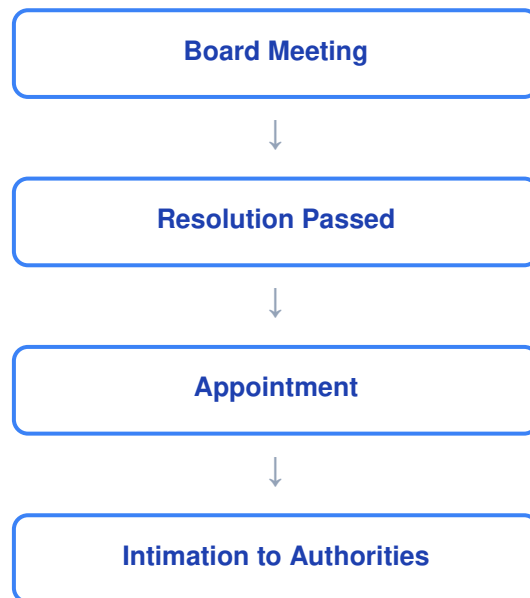 Board Meeting
↓
Resolution Passed
↓
Appointment
↓
Intimation to Authorities